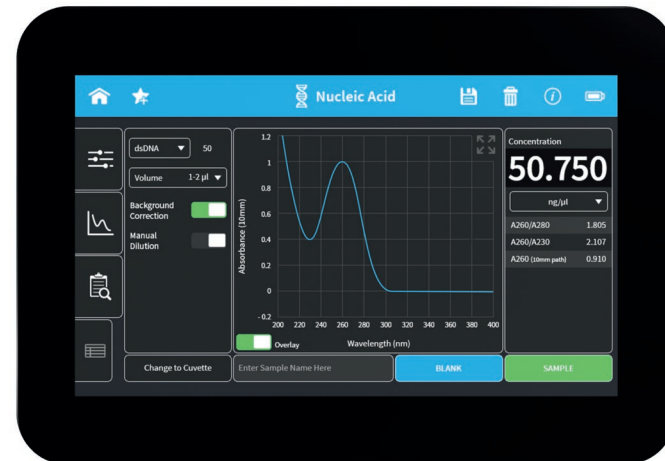 Nucleic Acid
i
dsDNA 50
Volume 1-2 µl
Background
Correction
Manual
Dilution
Absorbance (10mm)
1.2
1
0.8
0.6
0.4
0.2
0
-0.2
200 220 240 260 280 300 320 340 360 380 400
Overlay
Wavelength (nm)
Concentration
50.750
ng/µl
A260/A280 1.805
A260/A230 2.107
A260 (10mm path) 0.910
Change to Cuvette
Enter Sample Name Here
BLANK
SAMPLE